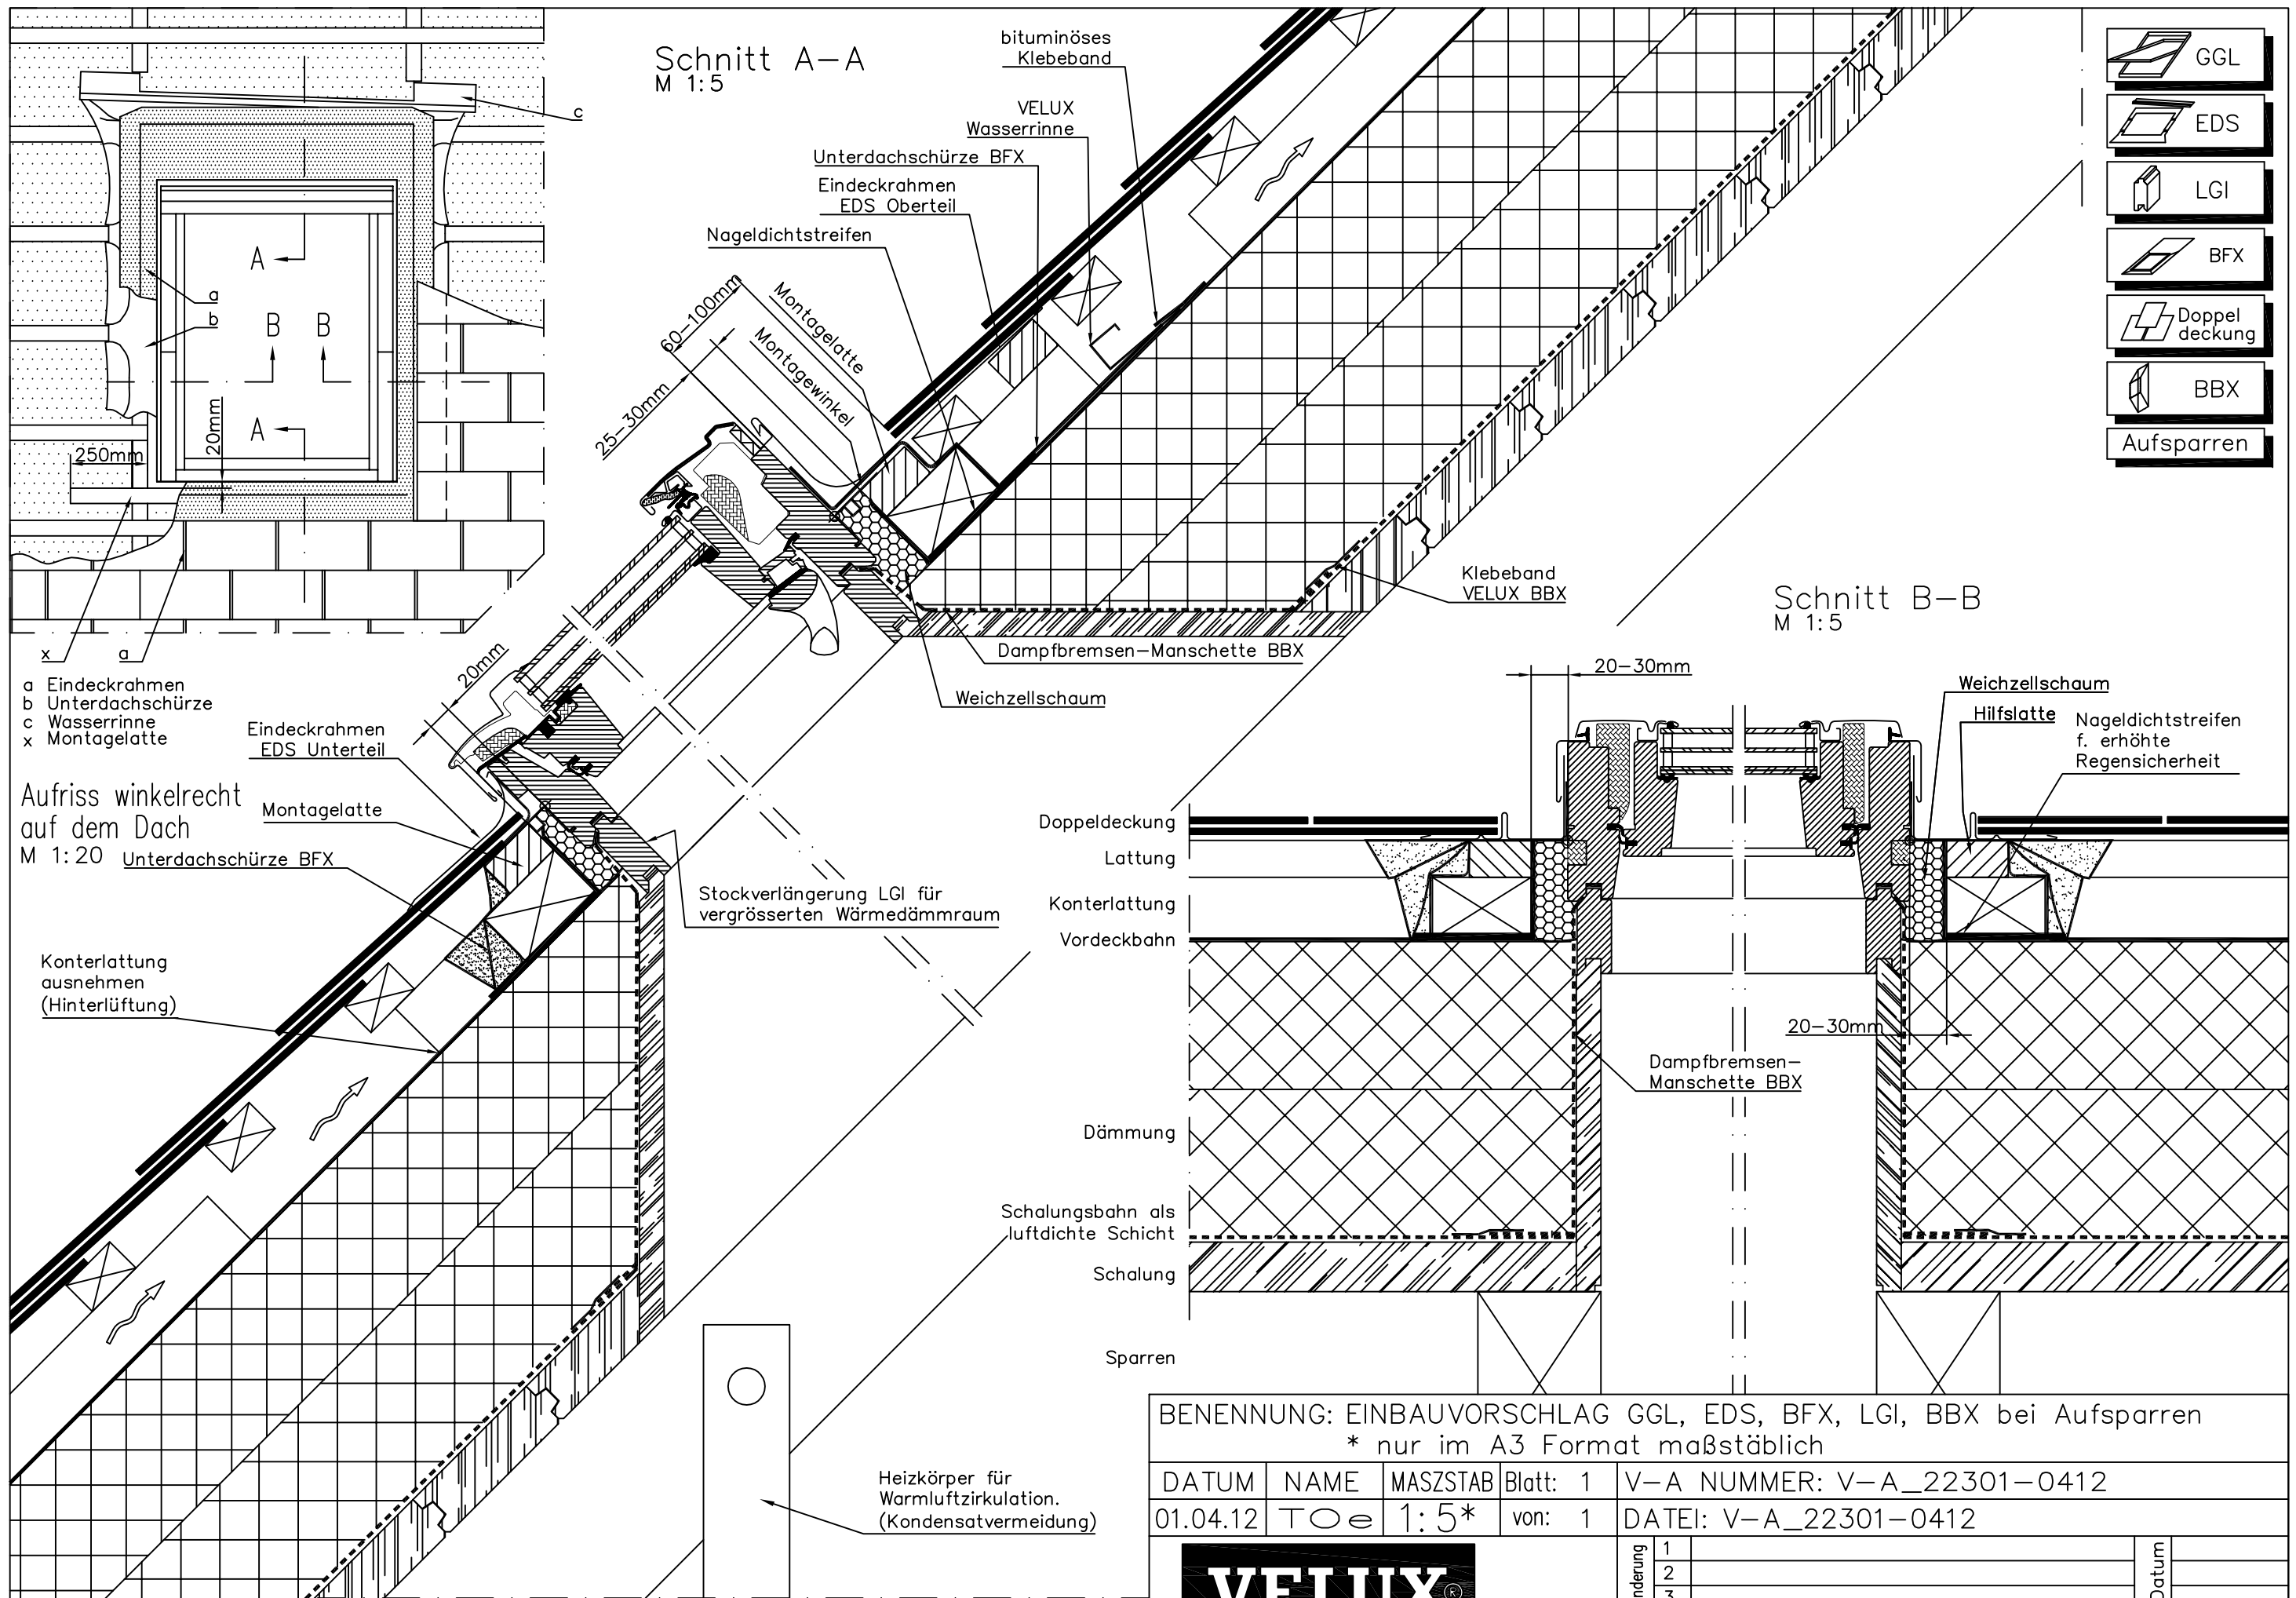 Schnitt A-A
M 1:5
bituminöses
Klebeband
VELUX
Wasserrinne
Unterdachschürze BFX
Eindeckrahmen
EDS Oberteil
Nageldichtstreifen
60-100mm
Montagelatte
Montagewinkel
25-30mm
c
A
a
b
B B
A
20mm
250mm
x
a
a Eindeckrahmen
b Unterdachschürze
c Wasserrinne
x Montagelatte
Aufriss winkelrecht
auf dem Dach
M 1:20
20mm
Eindeckrahmen
EDS Unterteil
Montagelatte
Unterdachschürze BFX
Konterlattung
ausnehmen
(Hinterlüftung)
Klebeband
VELUX BBX
Dampfbremsen-Manschette BBX
Weichzellschaum
Stockverlängerung LGI für
vergrösserten Wärmedämmraum
Heizkörper für
Warmluftzirkulation.
(Kondensatvermeidung)
GGL
EDS
LGI
BFX
Doppel
deckung
BBX
Aufsparren
Schnitt B-B
M 1:5
20-30mm
Weichzellschaum
Hilfslatte
Nageldichtstreifen
f. erhöhte
Regensicherheit
Doppeldeckung
Lattung
Konterlattung
Vordeckbahn
20-30mm
Dampfbremsen-
Manschette BBX
Dämmung
Schalungsbahn als
luftdichte Schicht
Schalung
Sparren
BENENNUNG: EINBAUVORSCHLAG GGL, EDS, BFX, LGI, BBX bei Aufsparren
* nur im A3 Format maßstäblich
DATUM NAME MASZSTAB Blatt: 1 V-A NUMMER: V-A_22301-0412
01.04.12 TOe 1:5* von: 1 DATEI: V-A_22301-0412
VELUX®
1
2
3
Datum